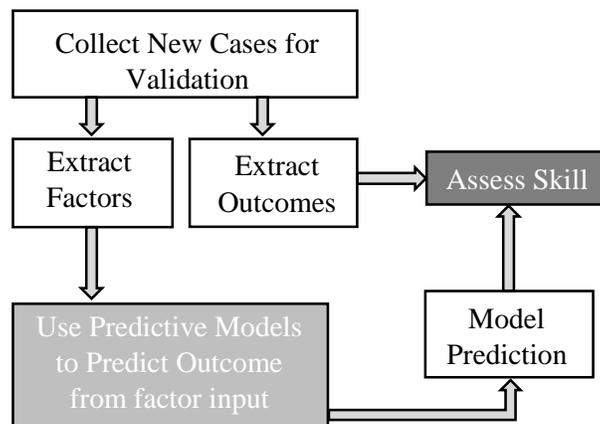 Collect New Cases for
Validation
Extract
Factors
Extract
Outcomes
Assess Skill
Use Predictive Models
to Predict Outcome
from factor input
Model
Prediction